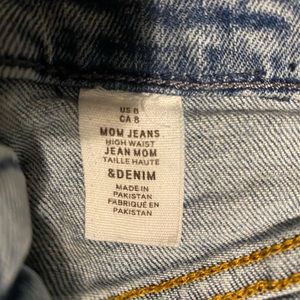 US 8
CA 8
MOM JEANS
HIGH WAIST
JEAN MOM
TAILLE HAUTE
&DENIM
MADE IN
PAKISTAN
FABRIQUÉ EN
PAKISTAN